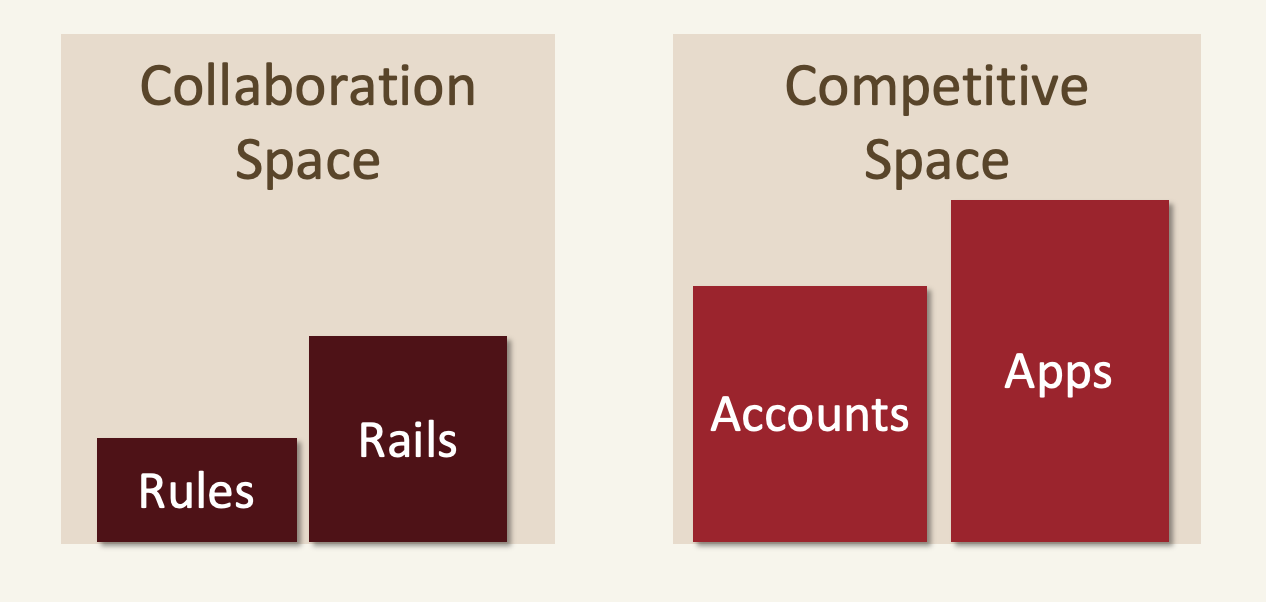 Collaboration
Space
Rules
Rails
Competitive
Space
Accounts
Apps